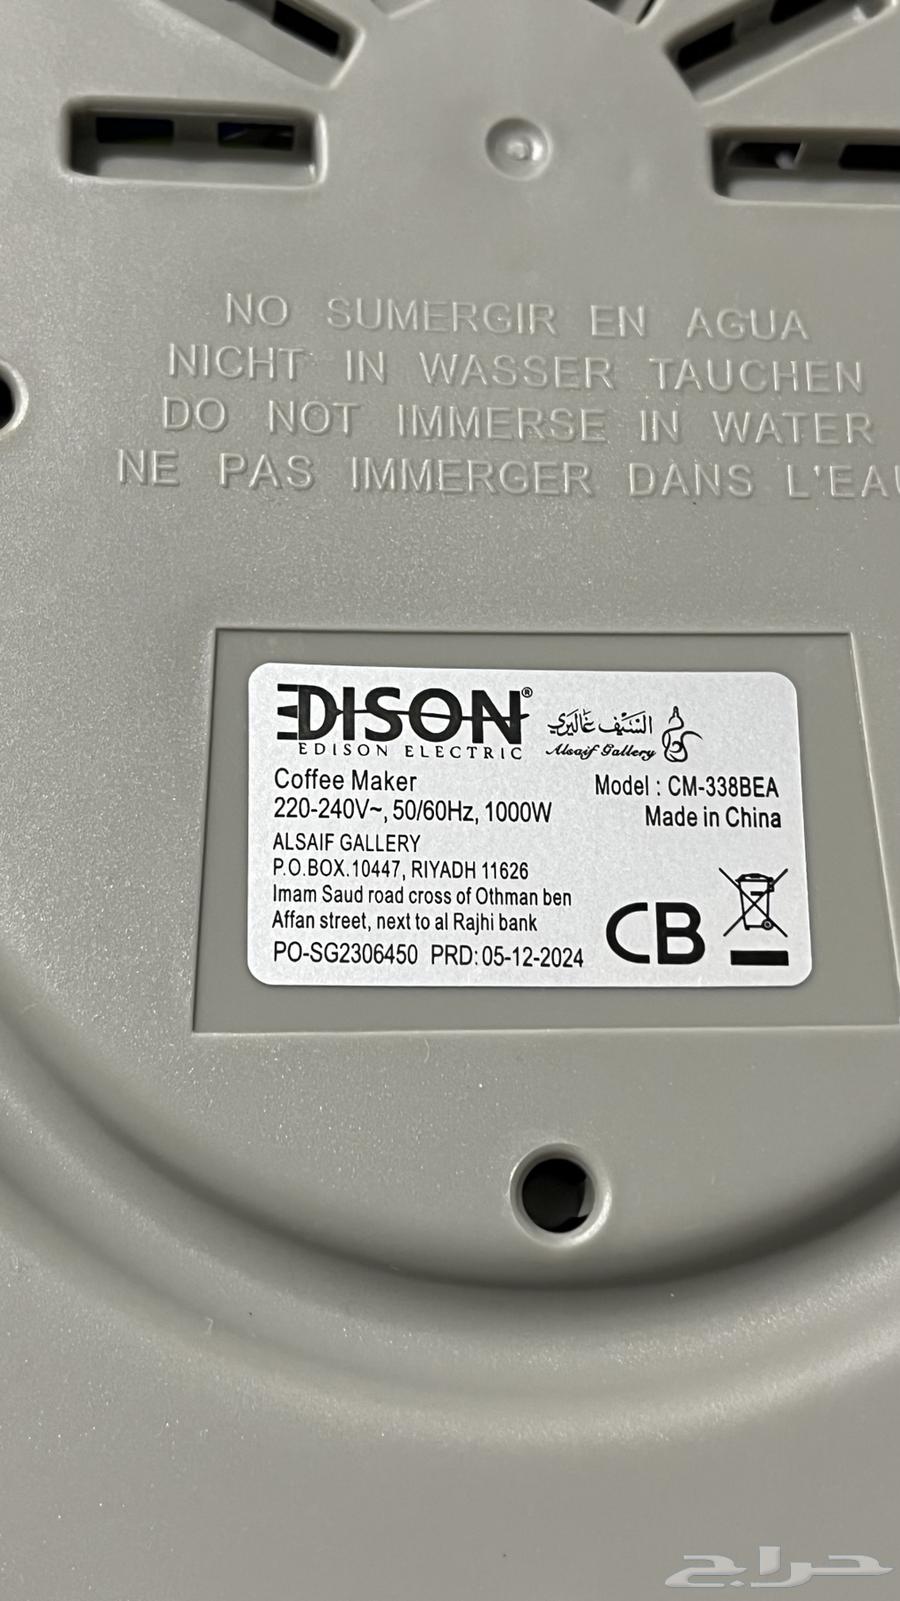 NO SUMERGIR EN AGUA
NICHT IN WASSER TAUCHEN
DO NOT IMMERSE IN WATER
NE PAS IMMERGER DANS L'EAU
EDISON®
EDISON ELECTRIC
السيف غاليري
Alsaif Gallery
Coffee Maker
Model : CM-338BEA
220-240V~, 50/60Hz, 1000W
Made in China
ALSAIF GALLERY
P.O.BOX.10447, RIYADH 11626
Imam Saud road cross of Othman ben
Affan street, next to al Rajhi bank
PO-SG2306450 PRD: 05-12-2024
CB
حراج